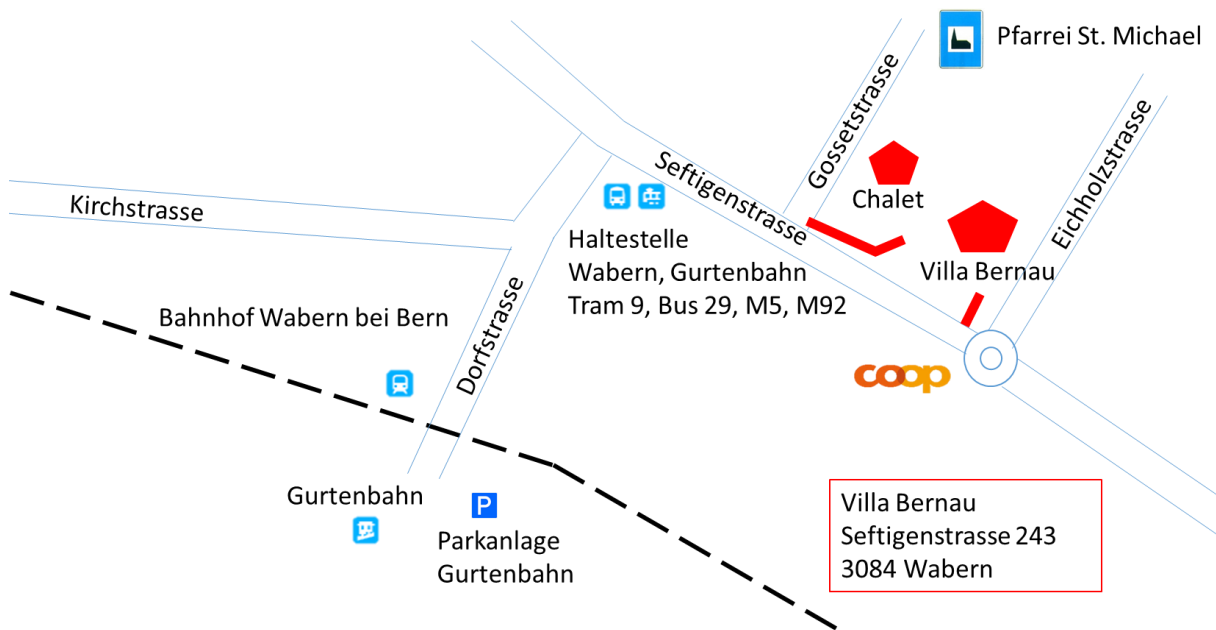 Pfarrei St. Michael
Gossetstrasse
Eichholzstrasse
Seftigenstrasse
Chalet
Kirchstrasse
Haltestelle
Wabern, Gurtenbahn
Tram 9, Bus 29, M5, M92
Villa Bernau
Bahnhof Wabern bei Bern
Dorfstrasse
coop
Gurtenbahn
P
Parkanlage
Gurtenbahn
Villa Bernau
Seftigenstrasse 243
3084 Wabern